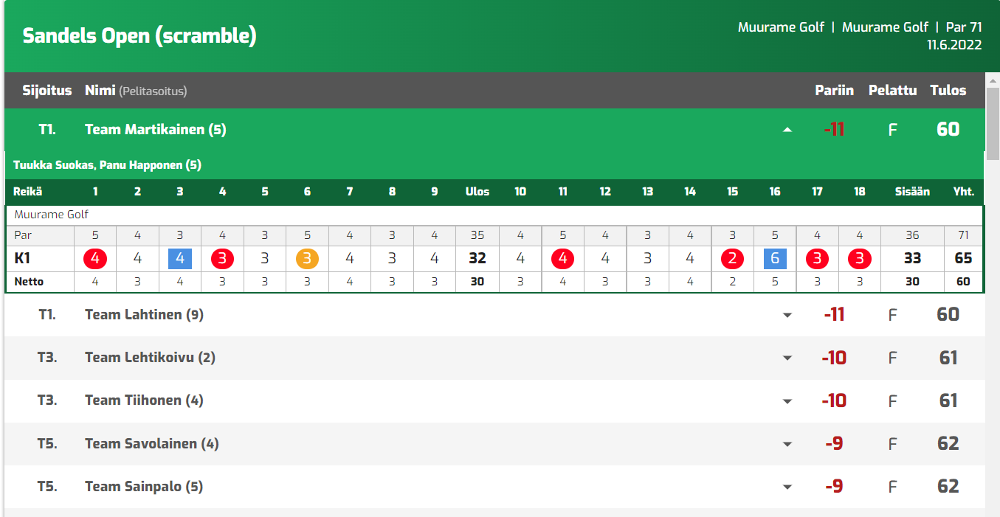 Sandels Open (scramble)
Muurame Golf | Muurame Golf | Par 71
11.6.2022
Sijoitus Nimi (Pelitasoitus) Pariin Pelattu Tulos
T1. Team Martikainen (5) -11 F 60
Tuukka Suokas, Panu Happonen (5)
Reikä 1 2 3 4 5 6 7 8 9 Ulos 10 11 12 13 14 15 16 17 18 Sisään Yht.
Muurame Golf
Par 5 4 3 4 3 5 4 3 4 35 4 5 4 3 4 3 5 4 4 36 71
K1 4 4 4 3 3 3 4 3 4 32 4 4 4 3 4 2 6 3 3 33 65
Netto 4 3 4 3 3 3 4 3 3 30 3 4 3 3 4 2 5 3 3 30 60
T1. Team Lahtinen (9) -11 F 60
T3. Team Lehtikoivu (2) -10 F 61
T3. Team Tiihonen (4) -10 F 61
T5. Team Savolainen (4) -9 F 62
T5. Team Sainpalo (5) -9 F 62